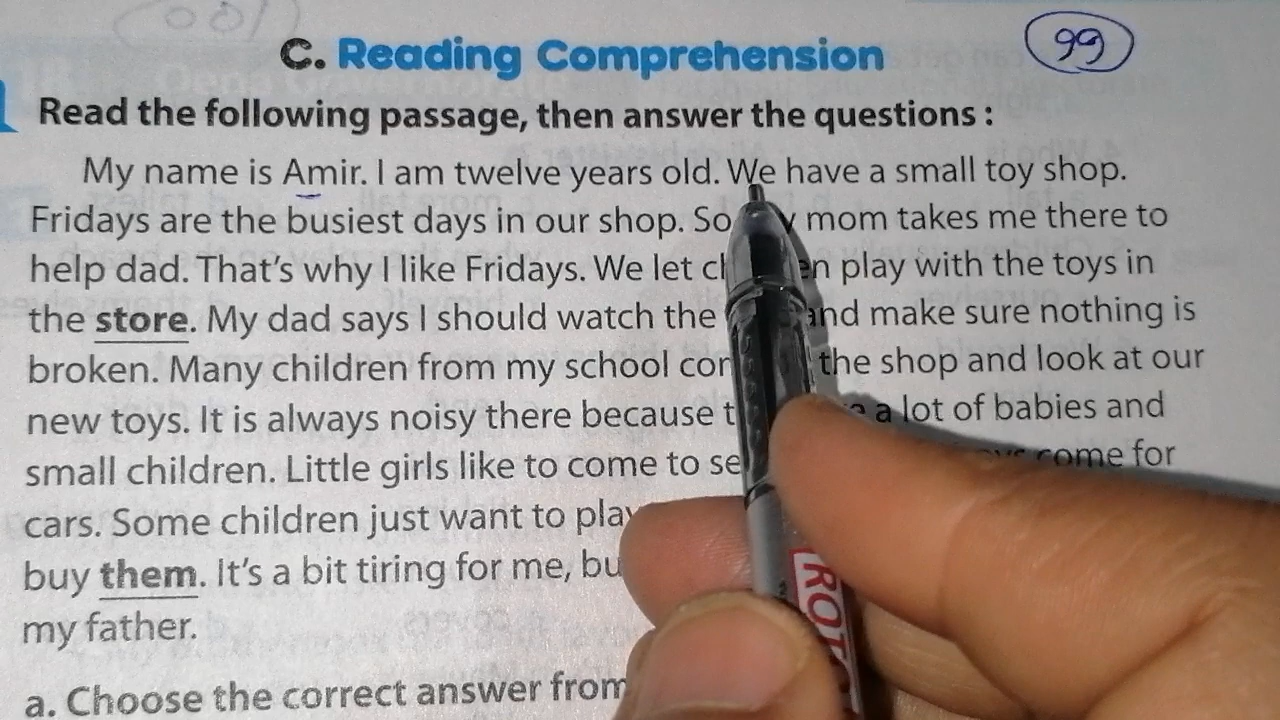 C. Reading Comprehension
99
Read the following passage, then answer the questions :
My name is Amir. I am twelve years old. We have a small toy shop.
Fridays are the busiest days in our shop. So mom takes me there to
help dad. That's why I like Fridays. We let play with the toys in
the store. My dad says I should watch the and make sure nothing is
broken. Many children from my school the shop and look at our
new toys. It is always noisy there because a lot of babies and
small children. Little girls like to come to come for
cars. Some children just want to play
buy them. It's a bit tiring for me,
my father.
a. Choose the correct answer from
ROTO